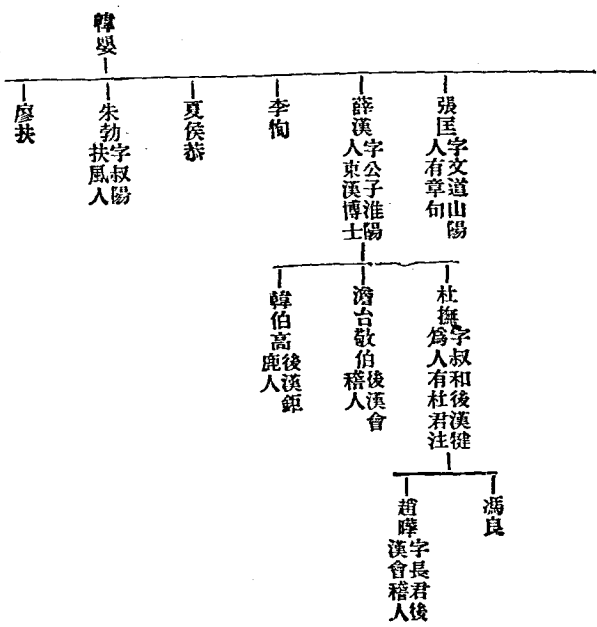 韓嬰
張匡字文道山陽
人有章句
薛漢字公子淮陽
人東漢博士
李恂
夏侯恭
朱勃字叔陽
扶風人
廖扶
杜撫字叔和後漢犍
爲人有杜君注
澹台敬伯後漢會
稽人
韓伯高後漢鉅
鹿人
馮良
趙曄字長君後
漢會稽人